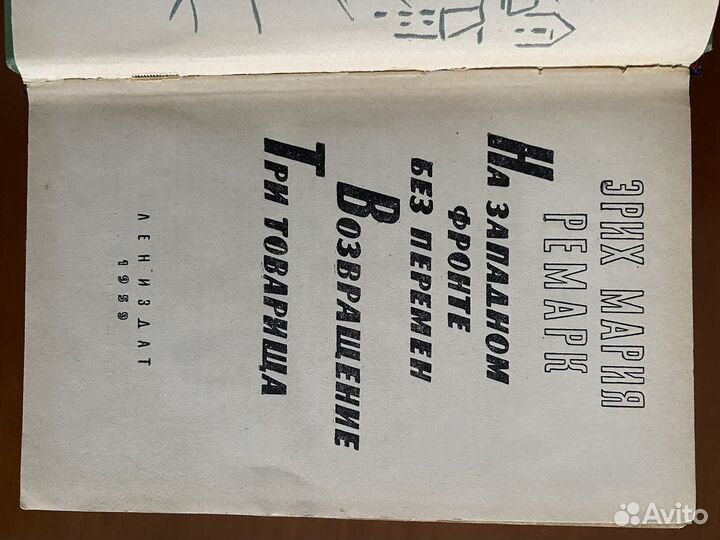 ЭРИХ МАРИЯ
РЕМАРК
НА ЗАПАДНОМ
ФРОНТЕ
БЕЗ ПЕРЕМЕН
ВОЗВРАЩЕНИЕ
ТРИ ТОВАРИЩА
ЛЕНИЗДАТ
1959
Avito